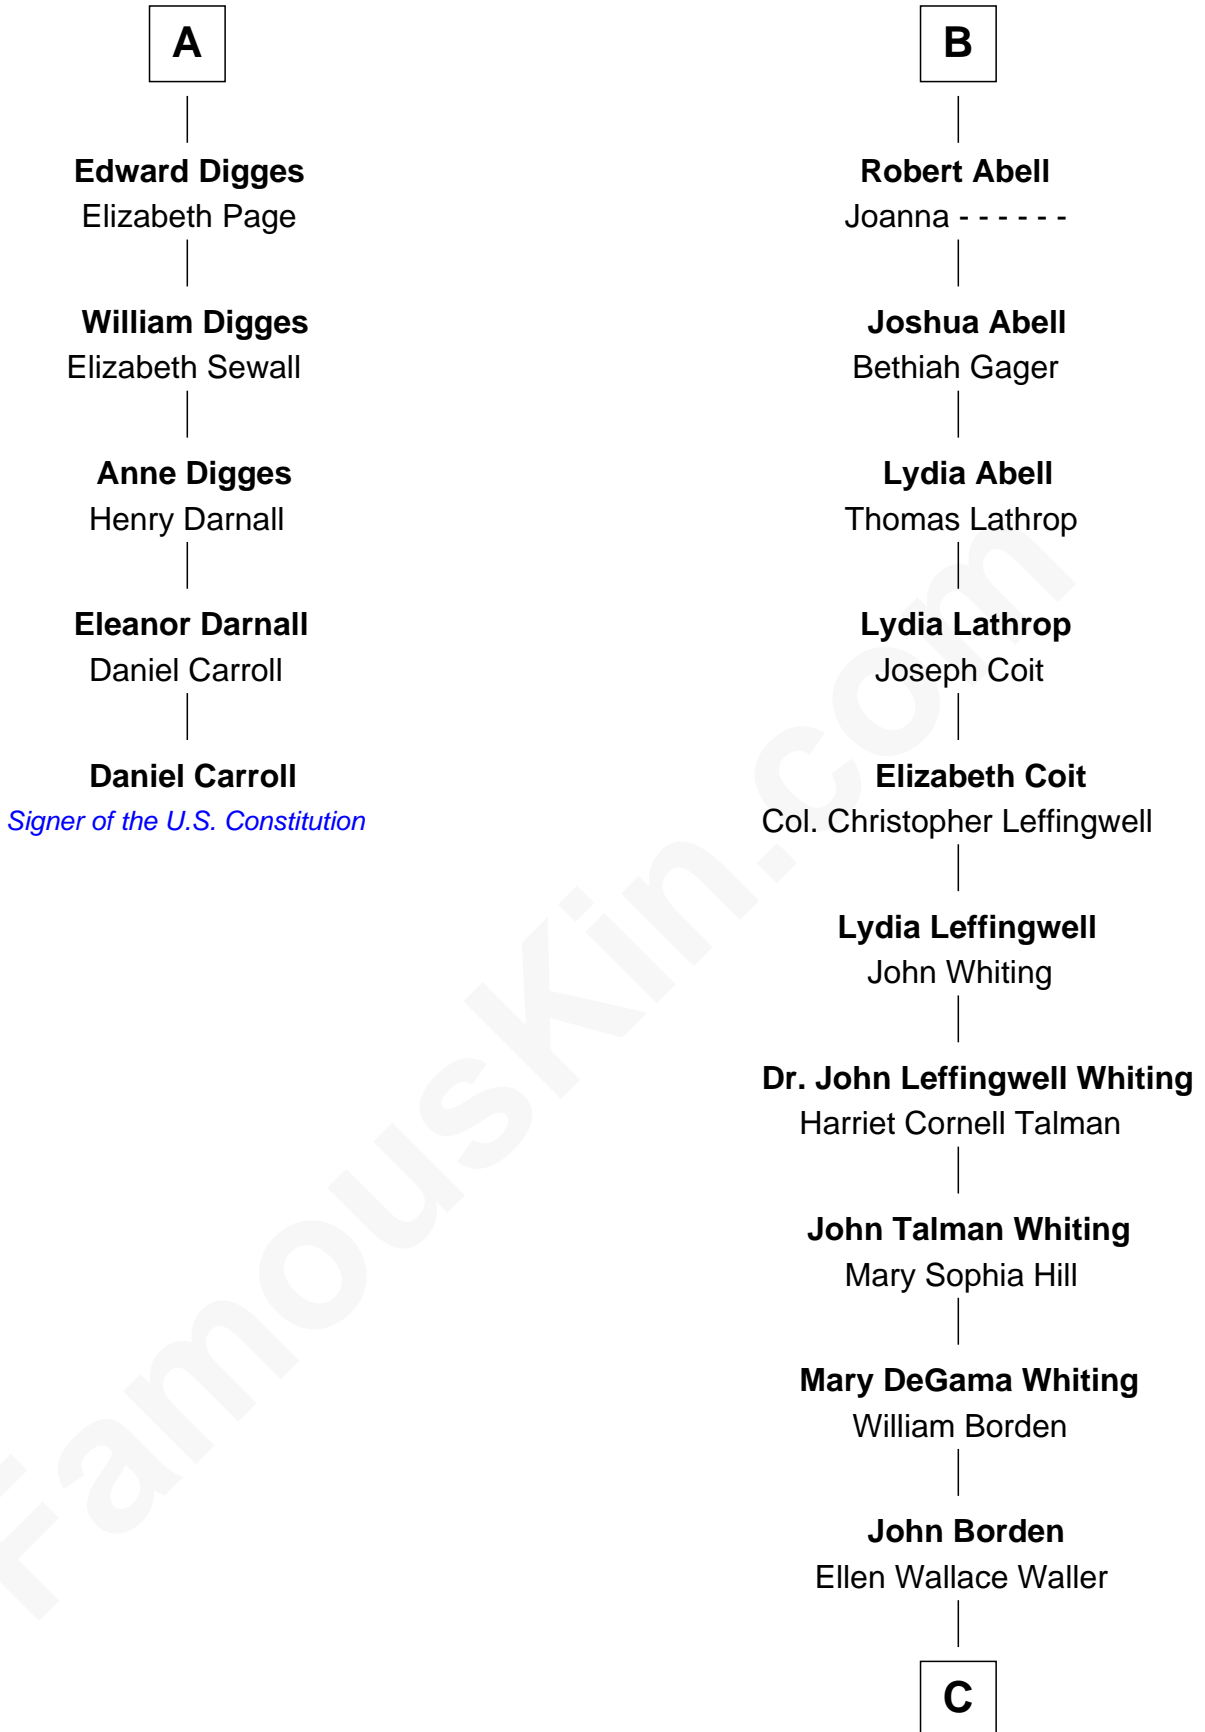 A
Edward Digges
Elizabeth Page
William Digges
Elizabeth Sewall
Anne Digges
Henry Darnall
Eleanor Darnall
Daniel Carroll
Daniel Carroll
Signer of the U.S. Constitution
B
Robert Abell
Joanna - - - - - -
Joshua Abell
Bethiah Gager
Lydia Abell
Thomas Lathrop
Lydia Lathrop
Joseph Coit
Elizabeth Coit
Col. Christopher Leffingwell
Lydia Leffingwell
John Whiting
Dr. John Leffingwell Whiting
Harriet Cornell Talman
John Talman Whiting
Mary Sophia Hill
Mary DeGama Whiting
William Borden
John Borden
Ellen Wallace Waller
C
FamousKin.com